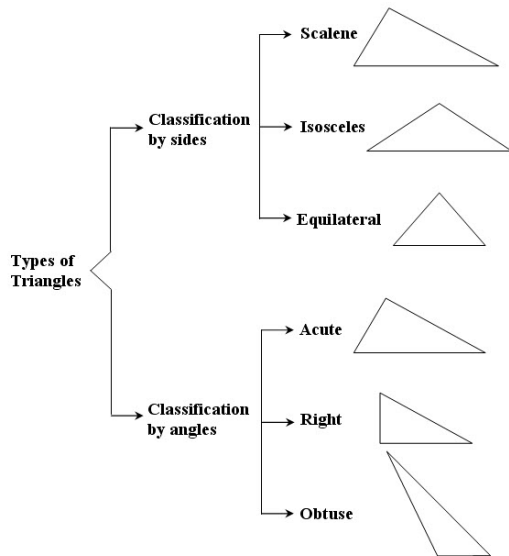 Types of
Triangles
Classification
by sides
Scalene
Isosceles
Equilateral
Classification
by angles
Acute
Right
Obtuse